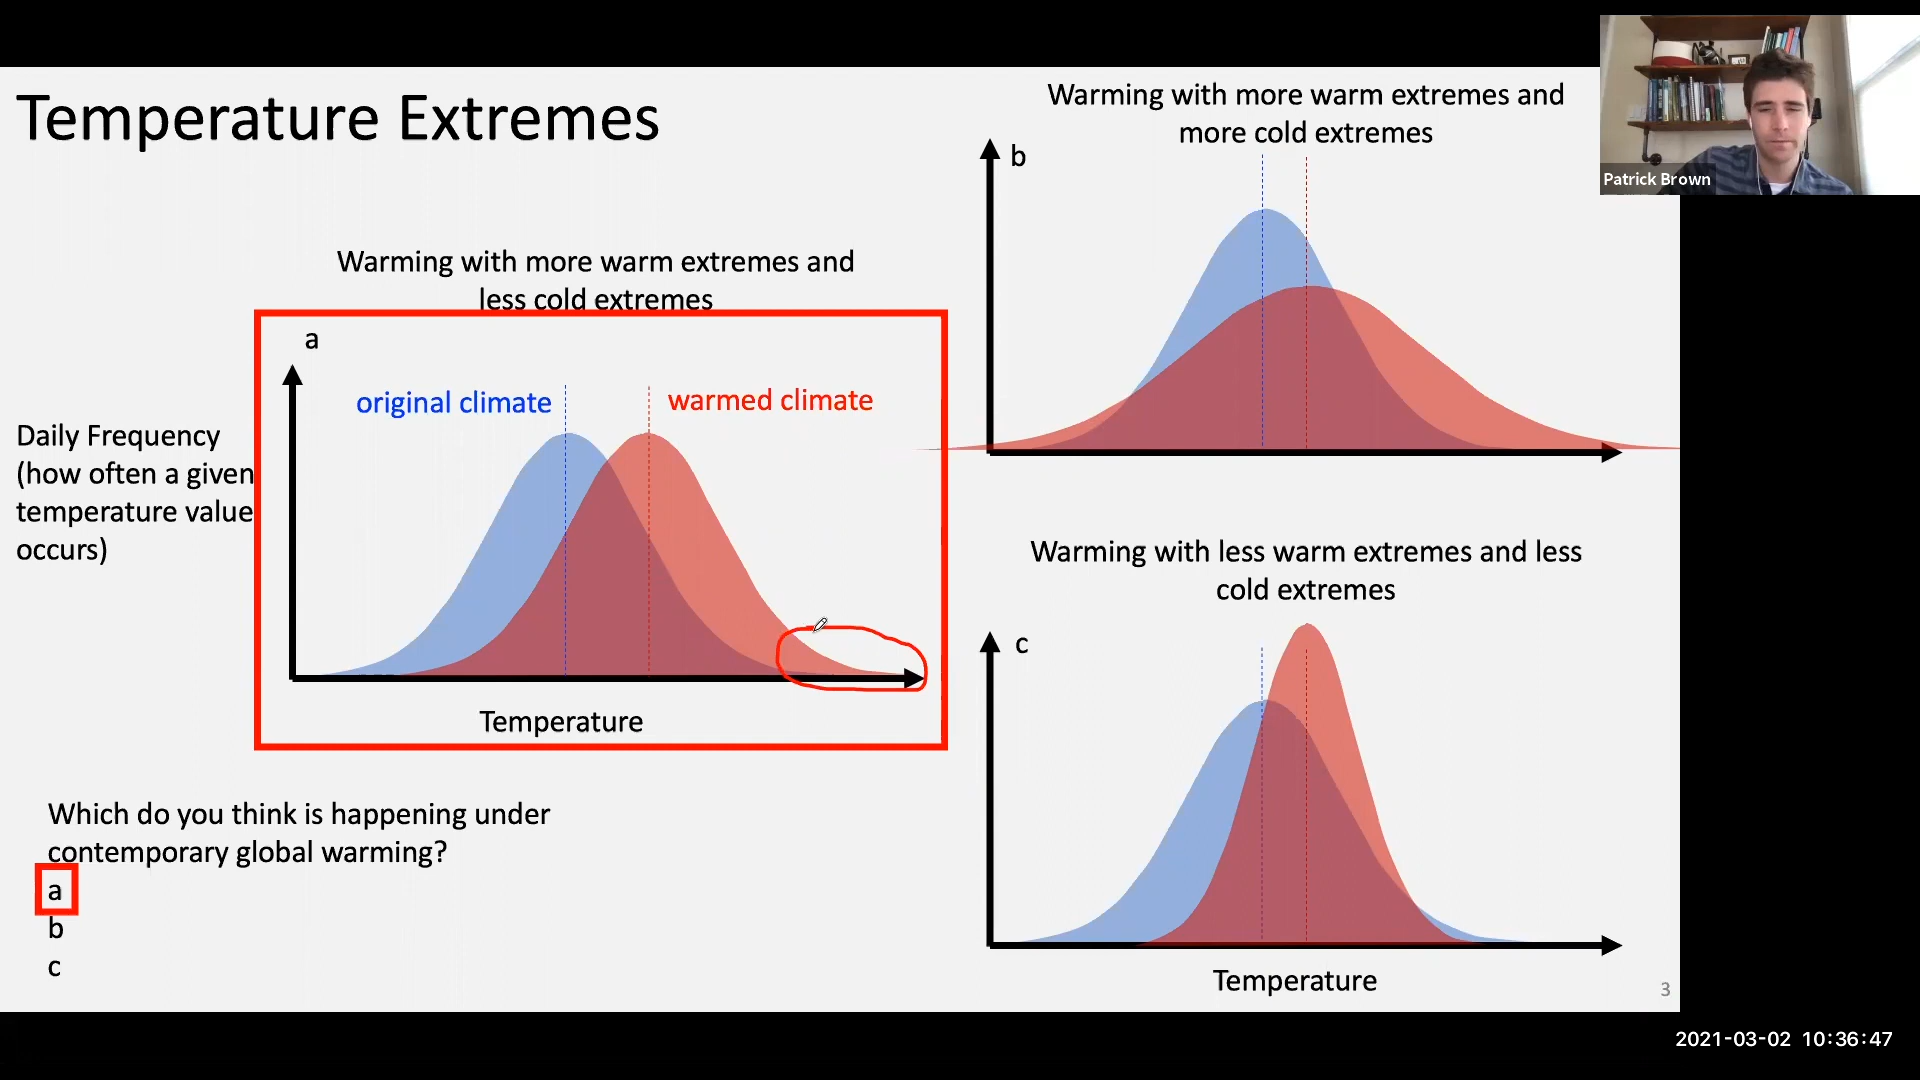 Temperature Extremes
Warming with more warm extremes and
less cold extremes
a
original climate
warmed climate
Daily Frequency
(how often a given
temperature value
occurs)
Temperature
Which do you think is happening under
contemporary global warming?
a
b
c
Warming with more warm extremes and
more cold extremes
b
Warming with less warm extremes and less
cold extremes
c
Temperature
3
Patrick Brown
2021-03-02 10:36:47